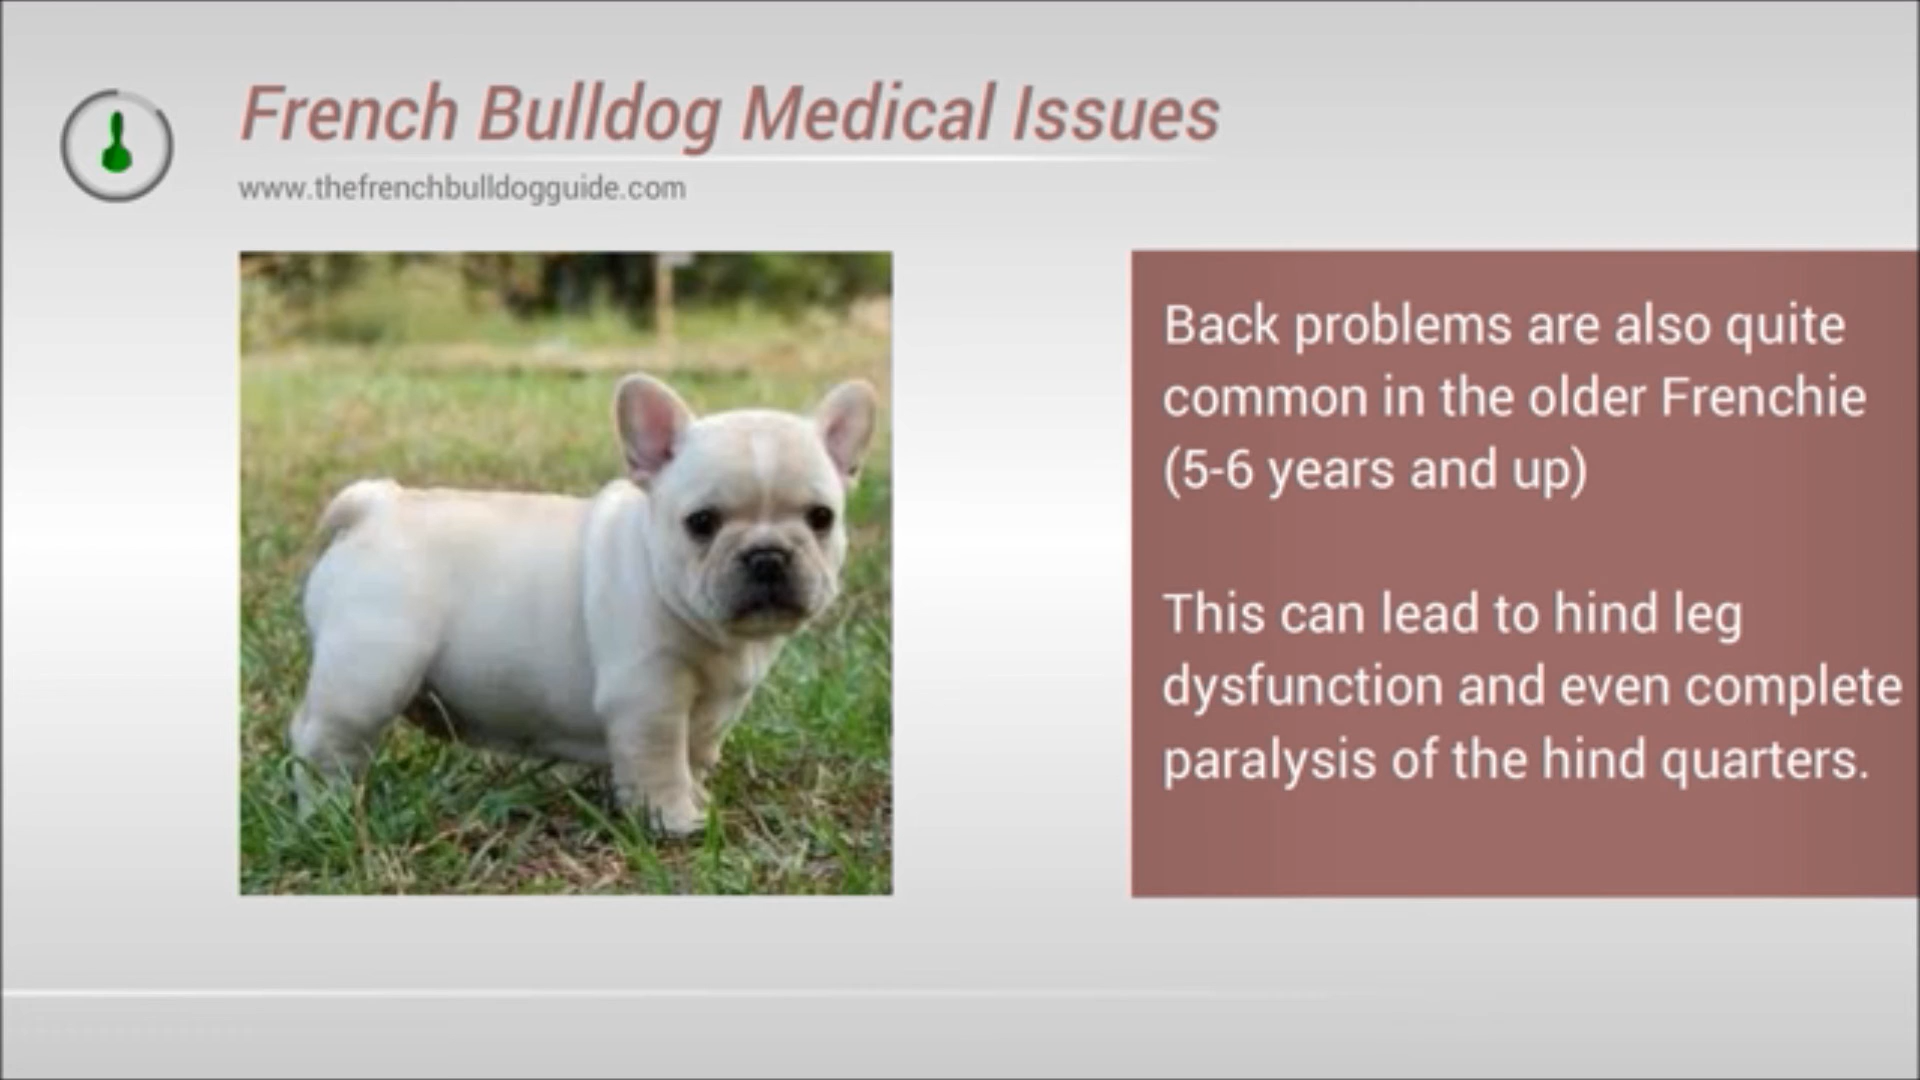 French Bulldog Medical Issues
www.thefrenchbulldogguide.com
Back problems are also quite
common in the older Frenchie
(5-6 years and up)
This can lead to hind leg
dysfunction and even complete
paralysis of the hind quarters.